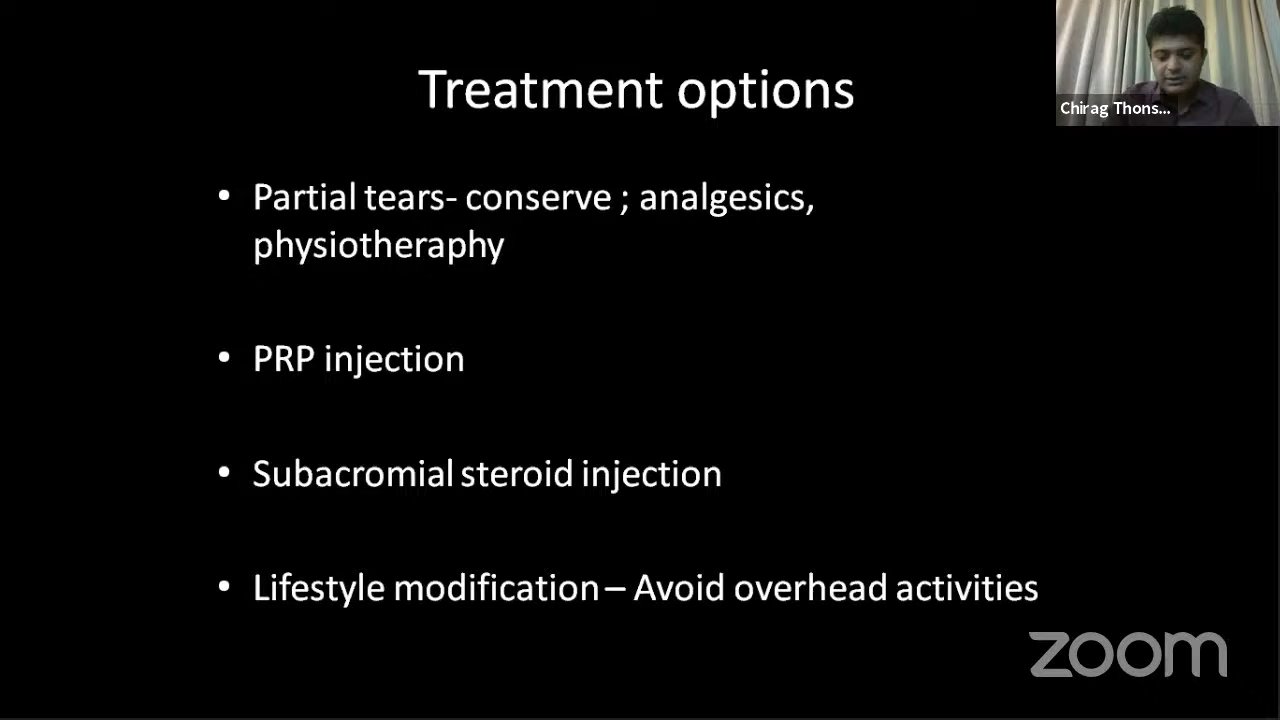 Treatment options
Chirag Thons...
• Partial tears- conserve ; analgesics,
physiotheraphy
• PRP injection
• Subacromial steroid injection
• Lifestyle modification – Avoid overhead activities
zoom